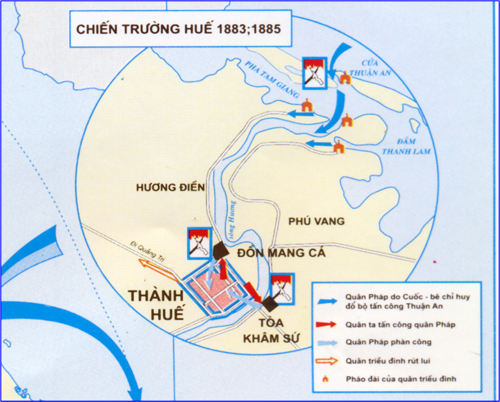 CHIẾN TRƯỜNG HUẾ 1883;1885
CỬA
THUẬN AN
PHÁ TAM GIANG
ĐẦM
THANH LAM
HƯƠNG ĐIỀN
Sông Hương
PHÚ VANG
Đi Quảng Trị
ĐỒN MANG CÁ
THÀNH
HUẾ
TÒA
KHÂM SỨ
Quân Pháp do Cuốc - bê chỉ huy
đổ bộ tấn công Thuận An
Quân ta tấn công quân Pháp
Quân Pháp phản công
Quân triều đình rút lui
Pháo đài của quân triều đình